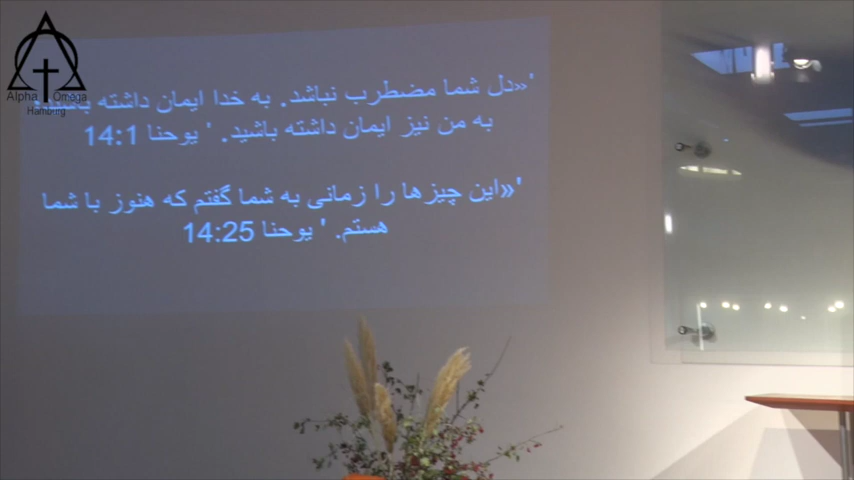 '«دل شما مضطرب نباشد. به خدا ایمان داشته باشید.
به من نیز ایمان داشته باشید. ' یوحنا 14:1
'«این چیزها را زمانی به شما گفتم که هنوز با شما
هستم. ' یوحنا 14:25
Alpha Omega
Hamburg